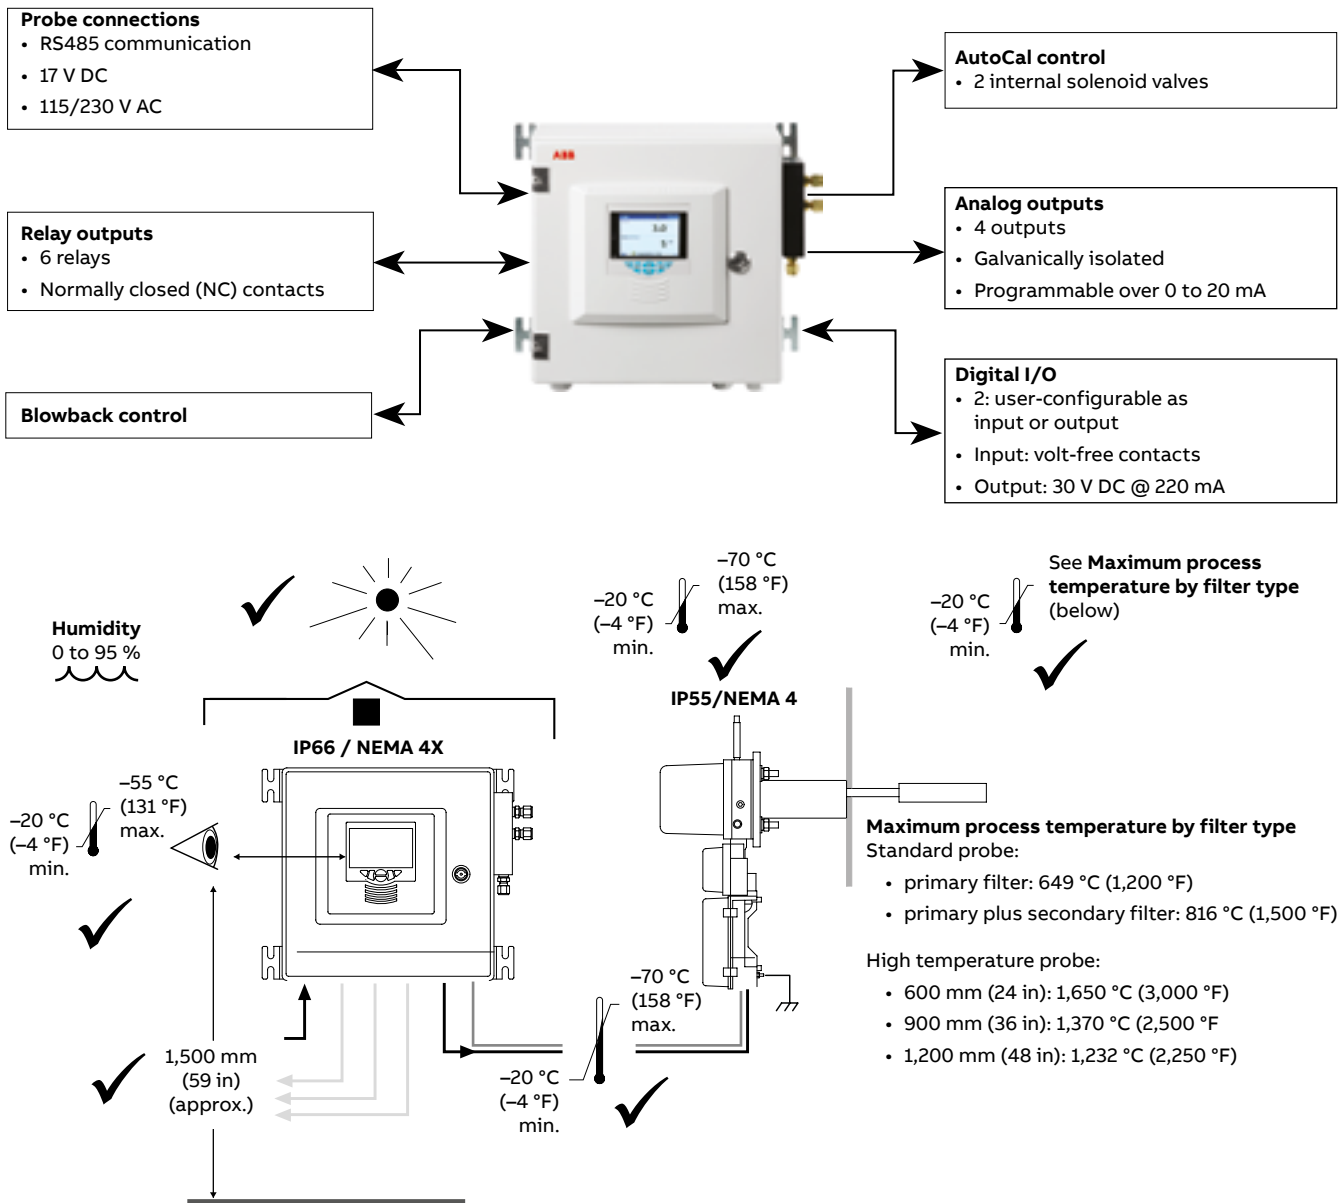 Probe connections
• RS485 communication
• 17 V DC
• 115/230 V AC
Relay outputs
• 6 relays
• Normally closed (NC) contacts
Blowback control
ABB
AutoCal control
• 2 internal solenoid valves
Analog outputs
• 4 outputs
• Galvanically isolated
• Programmable over 0 to 20 mA
Digital I/O
• 2: user-configurable as
input or output
• Input: volt-free contacts
• Output: 30 V DC @ 220 mA
Humidity
0 to 95 %
–20 °C
(–4 °F)
min.
–70 °C
(158 °F)
max.
–20 °C
(–4 °F)
min.
See Maximum process
temperature by filter type
(below)
IP66 / NEMA 4X
IP55/NEMA 4
–20 °C
(–4 °F)
min.
–55 °C
(131 °F)
max.
1,500 mm
(59 in)
(approx.)
–20 °C
(–4 °F)
min.
–70 °C
(158 °F)
max.
Maximum process temperature by filter type
Standard probe:
• primary filter: 649 °C (1,200 °F)
• primary plus secondary filter: 816 °C (1,500 °F)
High temperature probe:
• 600 mm (24 in): 1,650 °C (3,000 °F)
• 900 mm (36 in): 1,370 °C (2,500 °F
• 1,200 mm (48 in): 1,232 °C (2,250 °F)